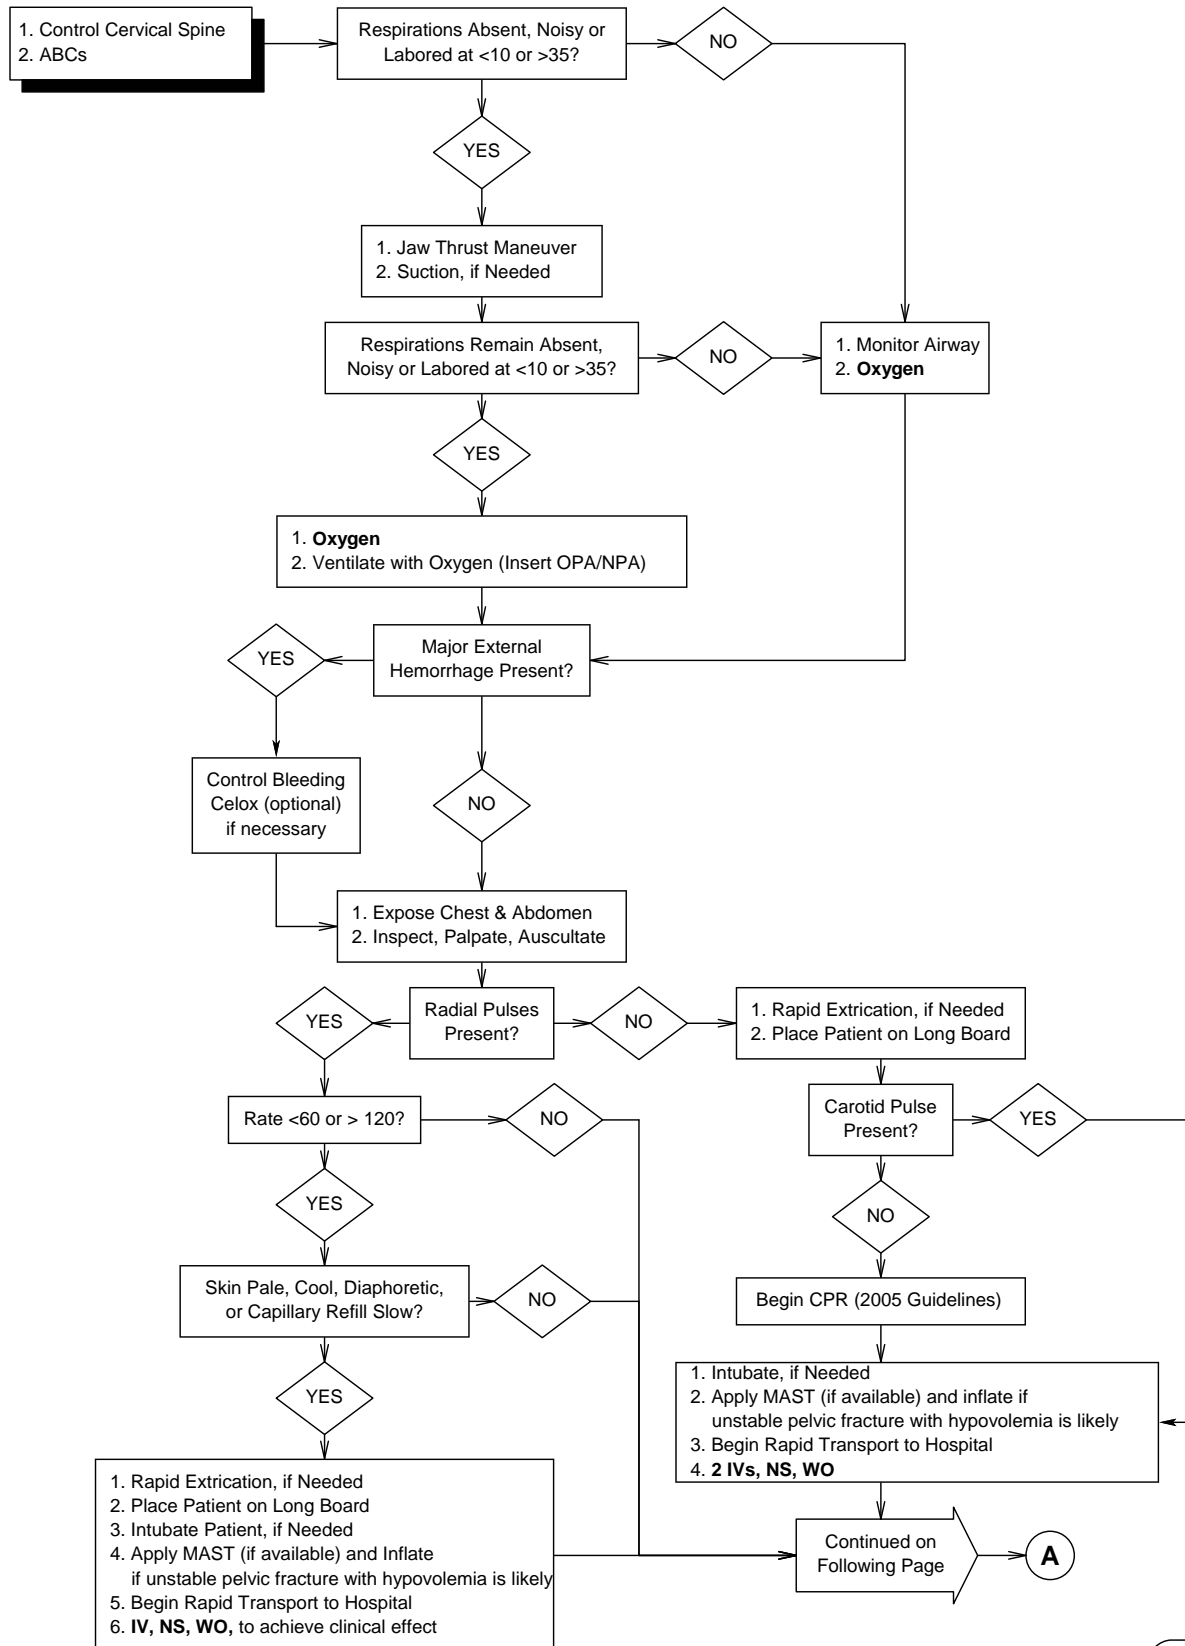 1. Control Cervical Spine
2. ABCs
Respirations Absent, Noisy or
Labored at <10 or >35?
NO
YES
1. Jaw Thrust Maneuver
2. Suction, if Needed
Respirations Remain Absent,
Noisy or Labored at <10 or >35?
NO
1. Monitor Airway
2. Oxygen
YES
1. Oxygen
2. Ventilate with Oxygen (Insert OPA/NPA)
Major External
Hemorrhage Present?
YES
Control Bleeding
Celox (optional)
if necessary
NO
1. Expose Chest & Abdomen
2. Inspect, Palpate, Auscultate
Radial Pulses
Present?
YES
NO
1. Rapid Extrication, if Needed
2. Place Patient on Long Board
Rate <60 or > 120?
NO
Carotid Pulse
Present?
YES
YES
NO
Skin Pale, Cool, Diaphoretic,
or Capillary Refill Slow?
NO
Begin CPR (2005 Guidelines)
YES
1. Intubate, if Needed
2. Apply MAST (if available) and inflate if
unstable pelvic fracture with hypovolemia is likely
3. Begin Rapid Transport to Hospital
4. 2 IVs, NS, WO
1. Rapid Extrication, if Needed
2. Place Patient on Long Board
3. Intubate Patient, if Needed
4. Apply MAST (if available) and Inflate
if unstable pelvic fracture with hypovolemia is likely
5. Begin Rapid Transport to Hospital
6. IV, NS, WO, to achieve clinical effect
Continued on
Following Page
A